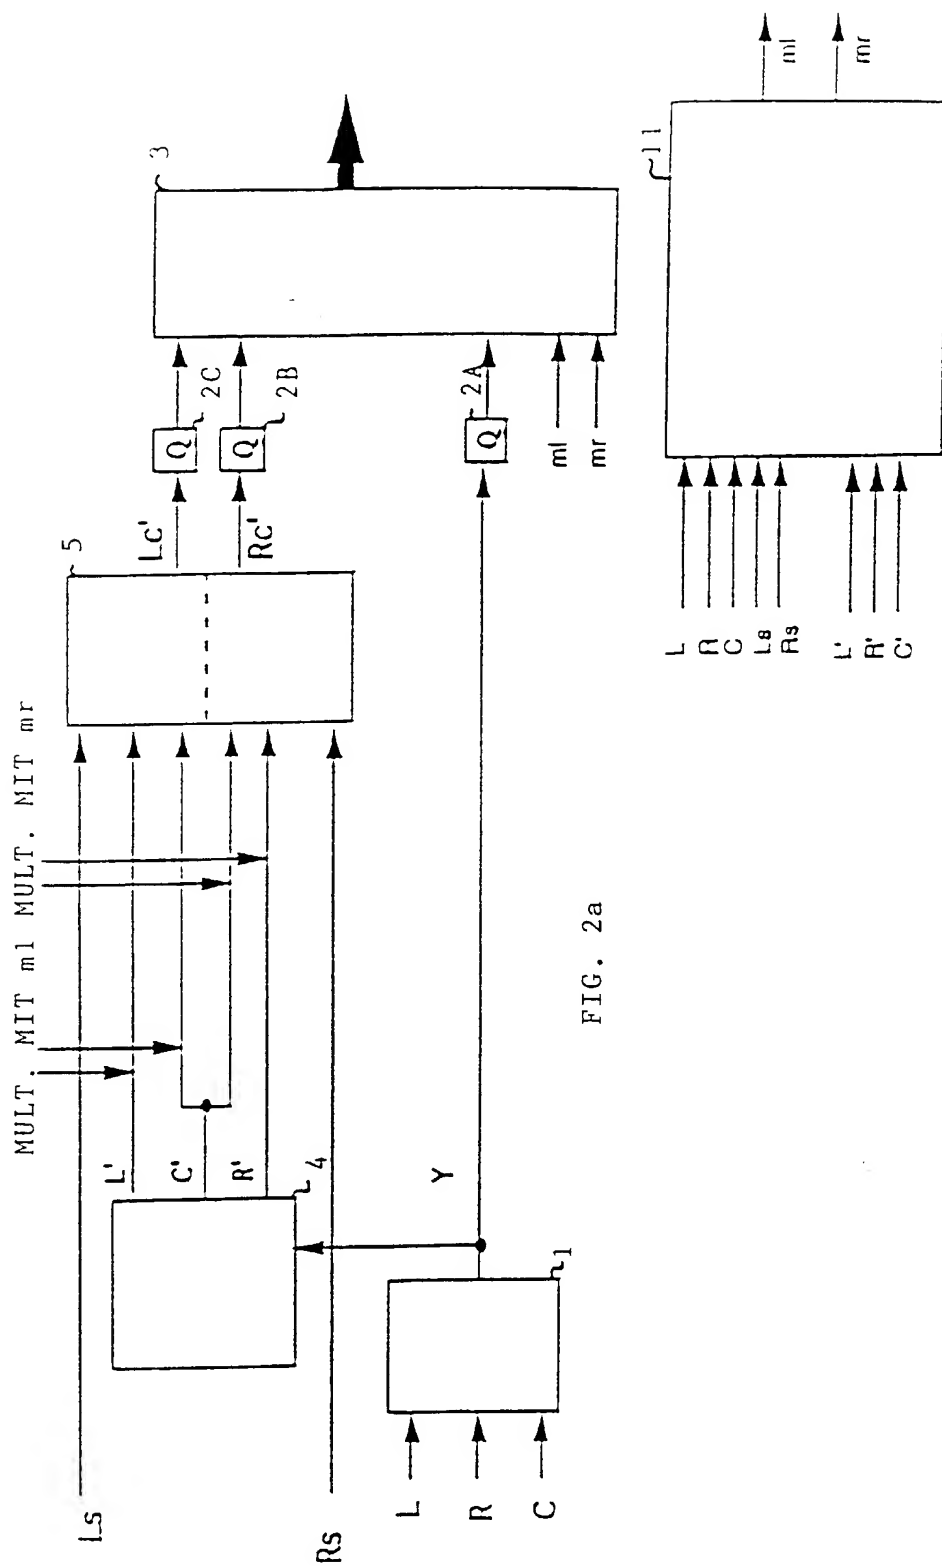 MULT. MIT ml MULT. MIT mr
Ls
L'
C'
R'
4
Rs
Y
L
R
C
1
5
Lc'
Rc'
Q
2C
Q
2B
Q
2A
ml
mr
3
FIG. 2a
L
R
C
Ls
Rs
L'
R'
C'
11
ml
mr